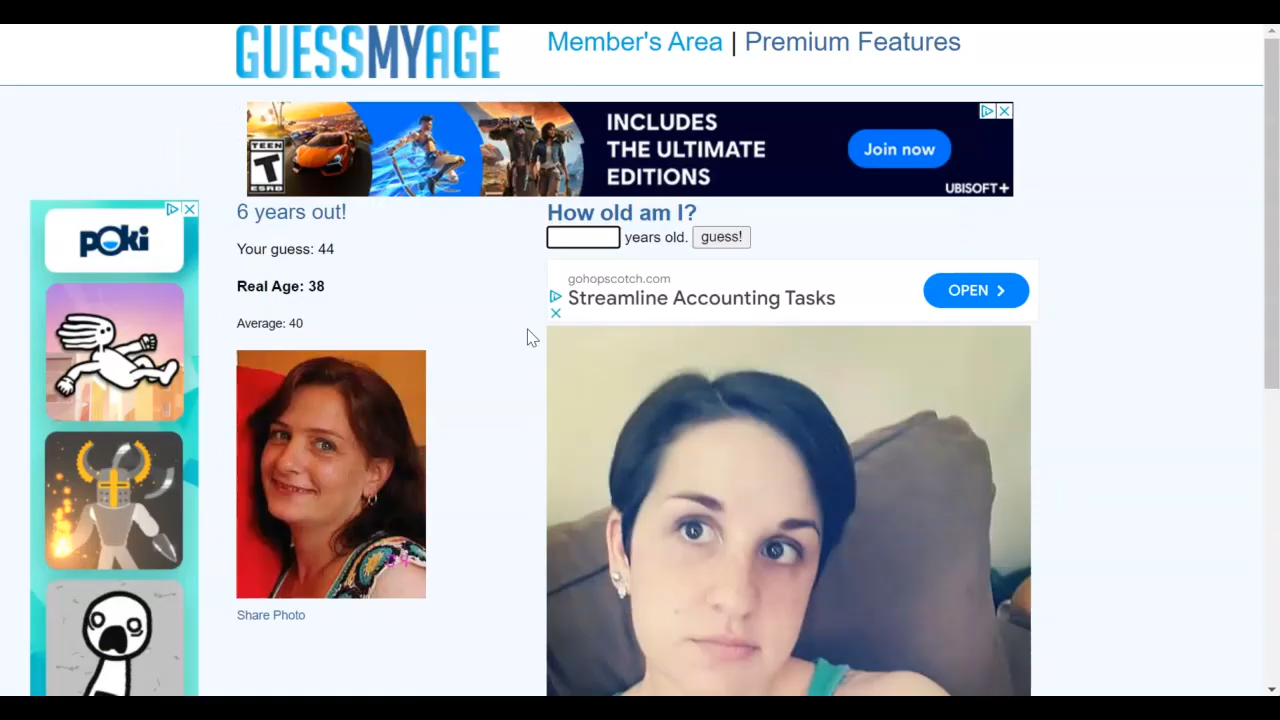 GUESSMYAGE
Member's Area | Premium Features
TEEN
T
ESRB
INCLUDES
THE ULTIMATE
EDITIONS
Join now
UBISOFT+
poki
6 years out!
Your guess: 44
Real Age: 38
Average: 40
Share Photo
How old am I?
years old. guess!
gohopscotch.com
Streamline Accounting Tasks
OPEN